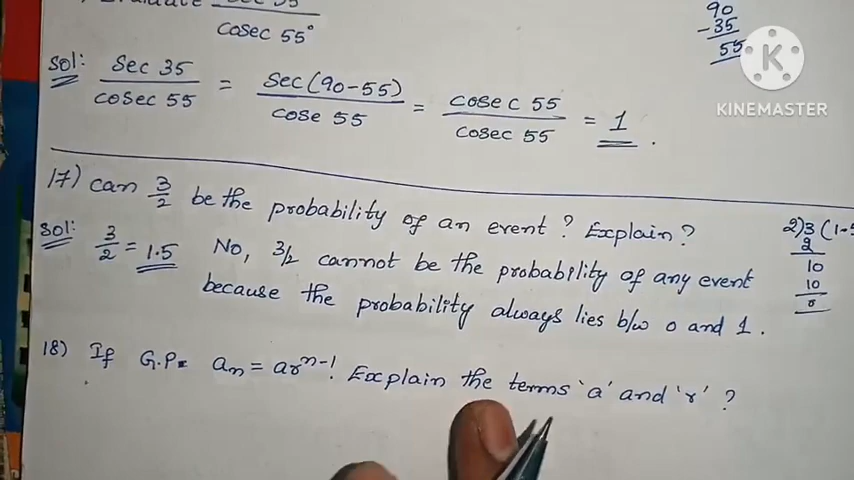 cosec 55°
90
-35
55
KINEMASTER
Sol: Sec 35 / cosec 55 = Sec(90-55) / cose 55 = cosec 55 / cosec 55 = 1.
17) can 3/2 be the probability of an event? Explain?
Sol: 3/2 = 1.5 No, 3/2 cannot be the probability of any event
because the probability always lies b/w 0 and 1.
2)3(1.5
2
10
10
0
18) If G.P. aₙ = arⁿ⁻¹. Explain the terms 'a' and 'r' ?